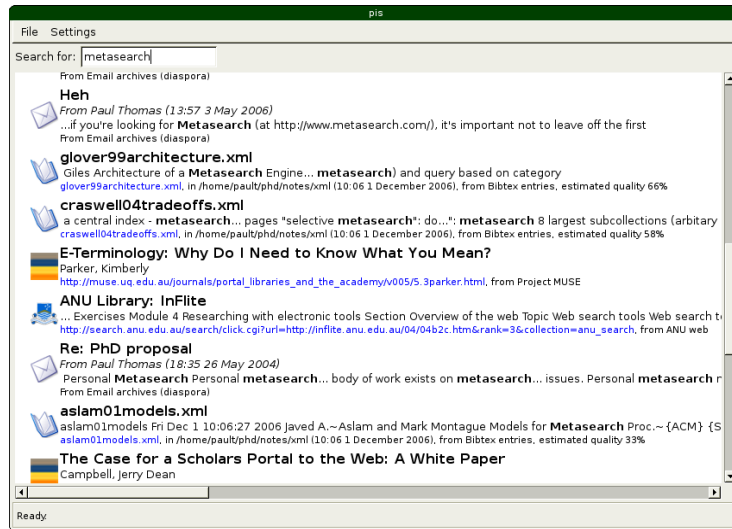 pis
File Settings
Search for: metasearch
From Email archives (diaspora)
Heh
From Paul Thomas (13:57 3 May 2006)
...if you're looking for Metasearch (at http://www.metasearch.com/), it's important not to leave off the first
From Email archives (diaspora)
glover99architecture.xml
Giles Architecture of a Metasearch Engine... metasearch) and query based on category
glover99architecture.xml, in /home/pault/phd/notes/xml (10:06 1 December 2006), from Bibtex entries, estimated quality 66%
craswell04tradeoffs.xml
a central index - metasearch... pages "selective metasearch": do...": metasearch 8 largest subcollections (arbitary
craswell04tradeoffs.xml, in /home/pault/phd/notes/xml (10:06 1 December 2006), from Bibtex entries, estimated quality 58%
E-Terminology: Why Do I Need to Know What You Mean?
Parker, Kimberly
http://muse.uq.edu.au/journals/portal_libraries_and_the_academy/v005/5.3parker.html, from Project MUSE
ANU Library: InFlite
... Exercises Module 4 Researching with electronic tools Section Overview of the web Topic Web search tools Web search t
http://search.anu.edu.au/search/click.cgi?url=http://inflite.anu.edu.au/04/04b2c.htm&rank=3&collection=anu_search, from ANU web
Re: PhD proposal
From Paul Thomas (18:35 26 May 2004)
Personal Metasearch Personal metasearch... body of work exists on metasearch... issues. Personal metasearch r
From Email archives (diaspora)
aslam01models.xml
aslam01models Fri Dec 1 10:06:27 2006 Javed A.~Aslam and Mark Montague Models for Metasearch Proc.~{ACM} {S
aslam01models.xml, in /home/pault/phd/notes/xml (10:06 1 December 2006), from Bibtex entries, estimated quality 33%
The Case for a Scholars Portal to the Web: A White Paper
Campbell, Jerry Dean
Ready.